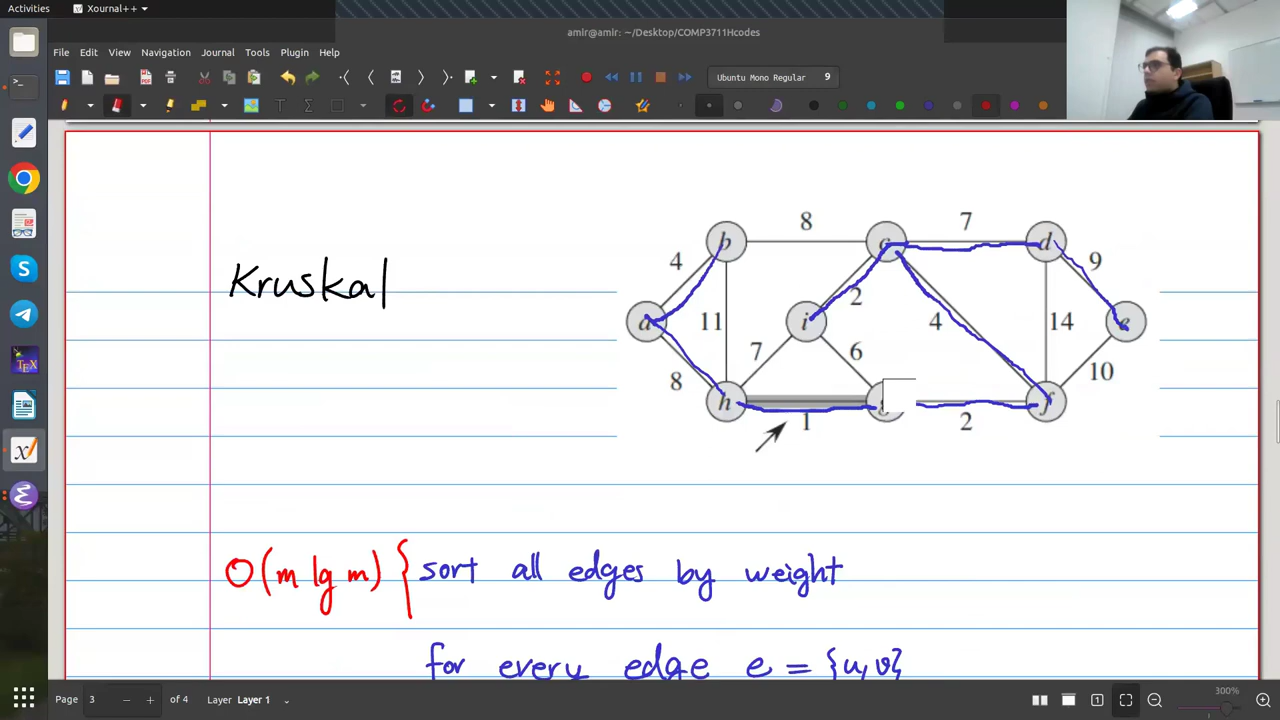 Activities
Xournal++
amir@amir: ~/Desktop/COMP3711Hcodes
File Edit View Navigation Journal Tools Plugin Help
Ubuntu Mono Regular 9
Kruskal
b 8 c 7 d
4 9
a 11 i 2 4 14 e
7 6
8 10
h g f
1 2
O(m lg m) { sort all edges by weight
for every edge e = {u,v}
Page 3 of 4 Layer Layer 1
300%